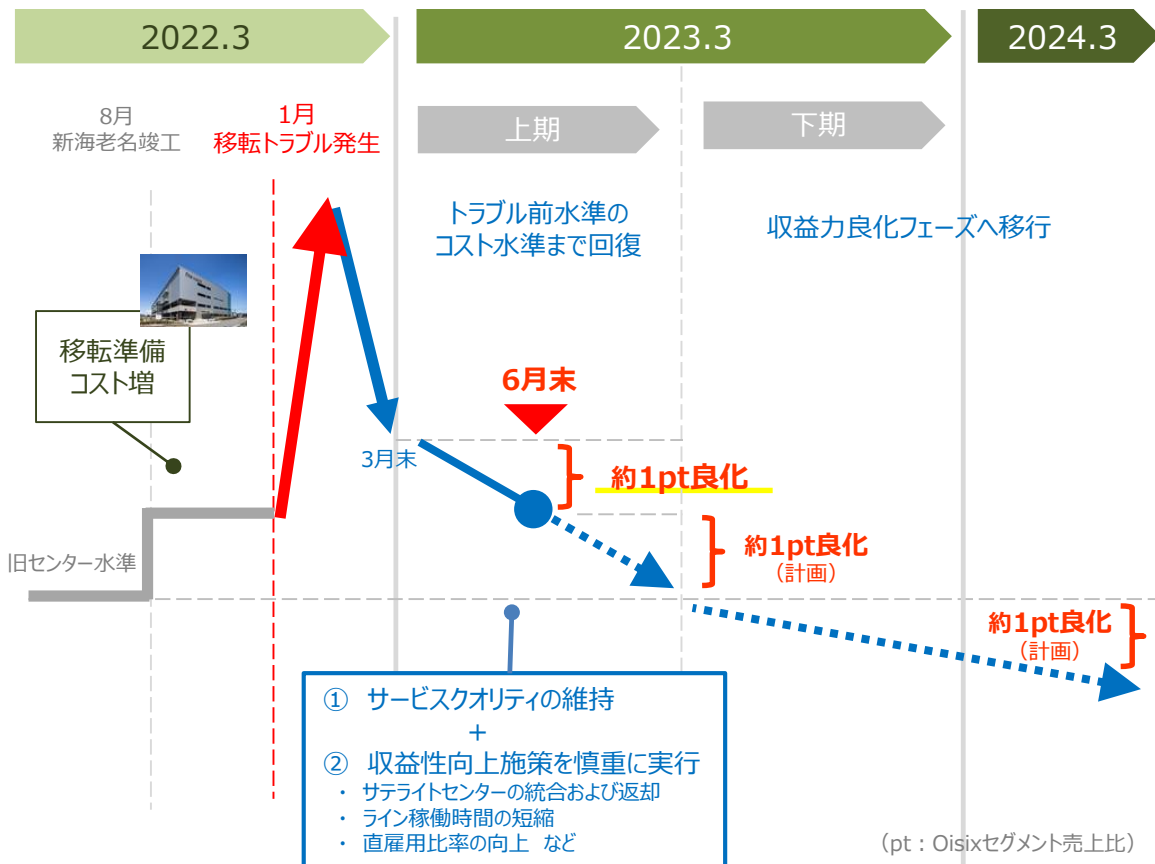 2022.3
2023.3
2024.3
8月
新海老名竣工
1月
移転トラブル発生
上期
下期
トラブル前水準の
コスト水準まで回復
収益力良化フェーズへ移行
移転準備
コスト増
6月末
3月末
約1pt良化
約1pt良化
(計画)
旧センター水準
約1pt良化
(計画)
① サービスクオリティの維持
+
② 収益性向上施策を慎重に実行
・ サテライトセンターの統合および返却
・ ライン稼働時間の短縮
・ 直雇用比率の向上 など
(pt:Oisixセグメント売上比)